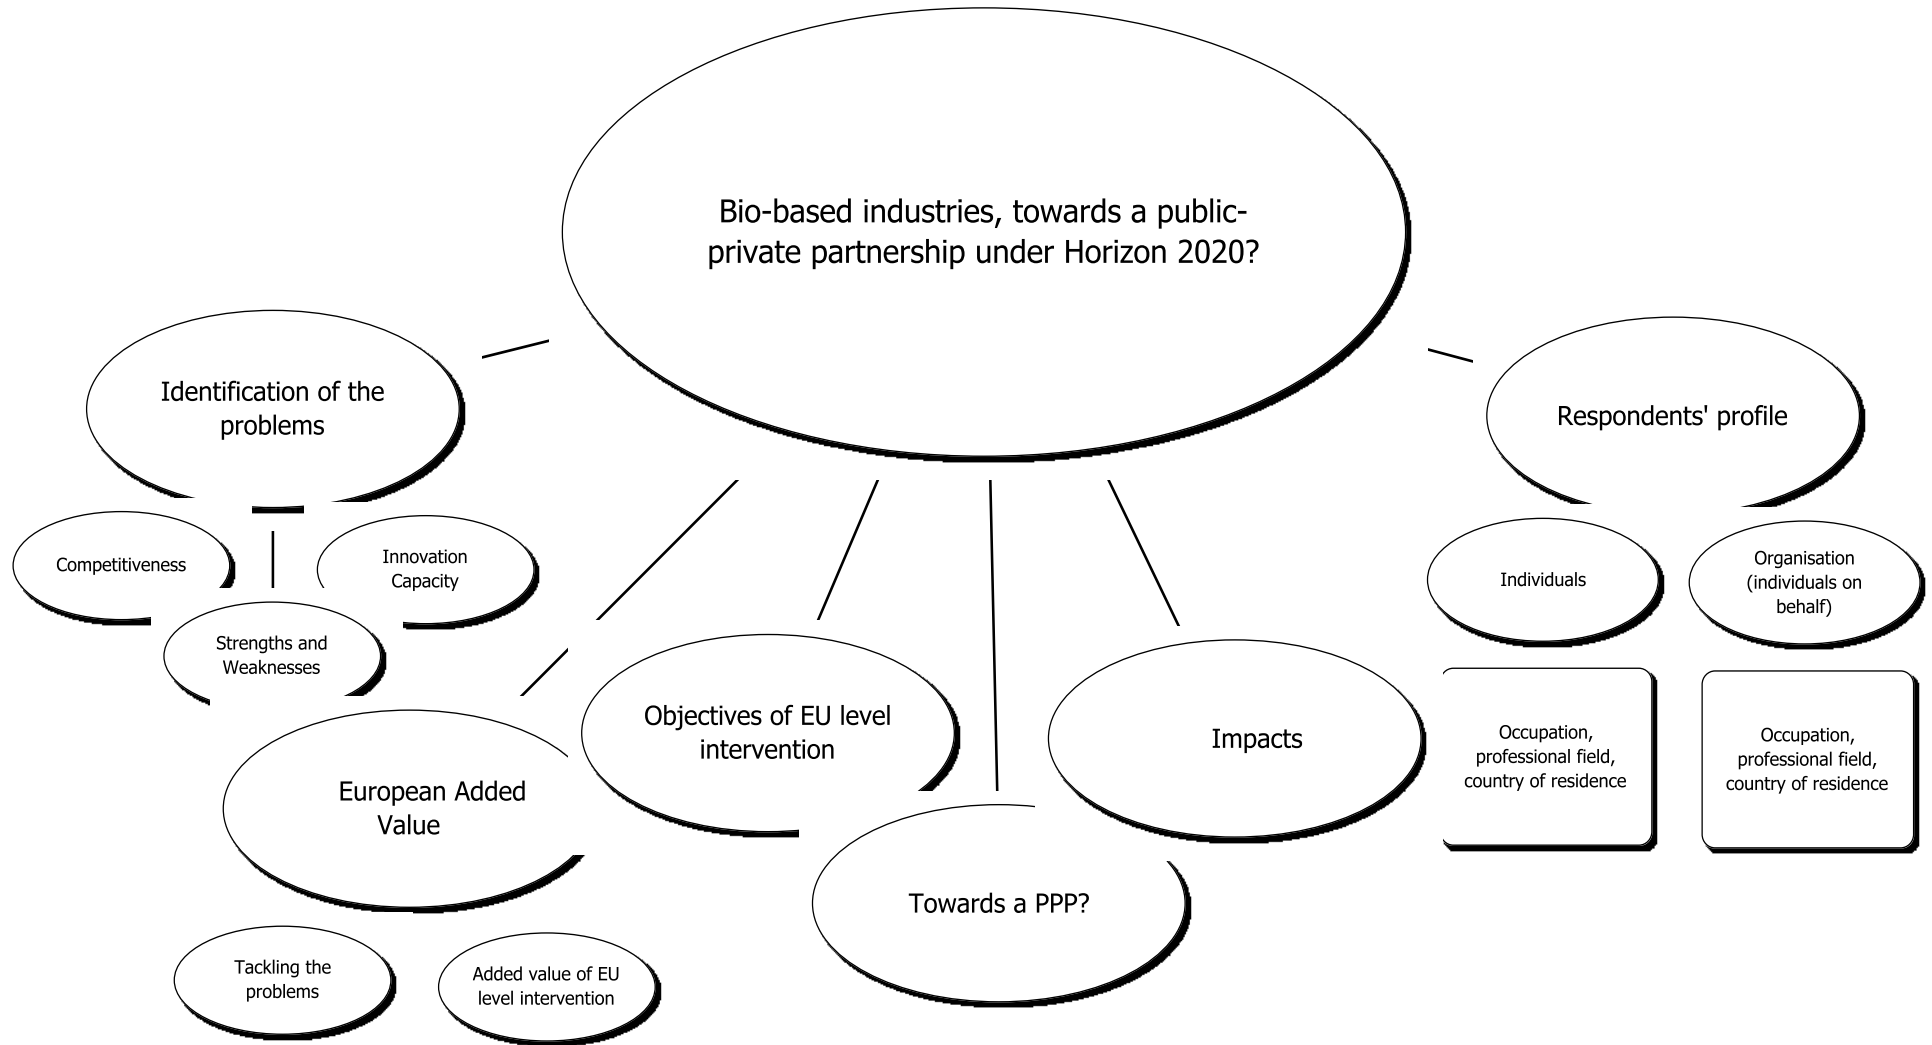 Bio-based industries, towards a public-
private partnership under Horizon 2020?
Identification of the
problems
Respondents' profile
Competitiveness
Innovation
Capacity
Strengths and
Weaknesses
Individuals
Organisation
(individuals on
behalf)
Objectives of EU level
intervention
Impacts
Occupation,
professional field,
country of residence
Occupation,
professional field,
country of residence
European Added
Value
Towards a PPP?
Tackling the
problems
Added value of EU
level intervention